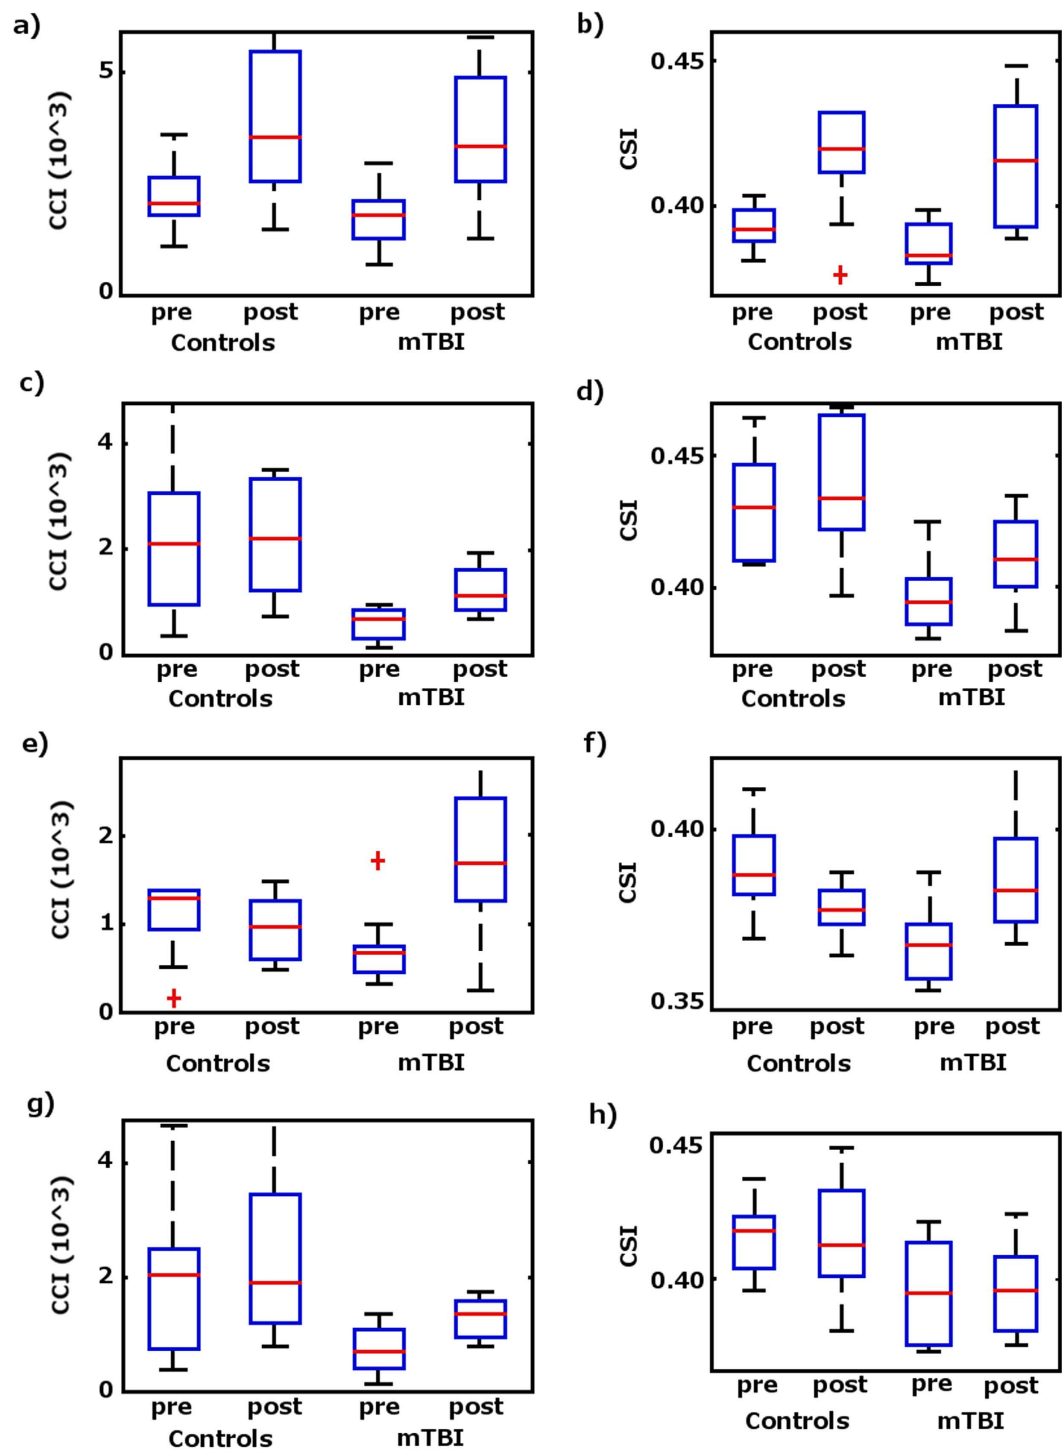 a)
CCI (10^3)
5
0
pre post pre post
Controls mTBI
b)
CSI
0.45
0.40
pre post pre post
Controls mTBI
c)
CCI (10^3)
4
2
0
pre post pre post
Controls mTBI
d)
CSI
0.45
0.40
pre post pre post
Controls mTBI
e)
CCI (10^3)
2
1
0
pre post pre post
Controls mTBI
f)
CSI
0.40
0.35
pre post pre post
Controls mTBI
g)
CCI (10^3)
4
2
0
pre post pre post
Controls mTBI
h)
CSI
0.45
0.40
pre post pre post
Controls mTBI